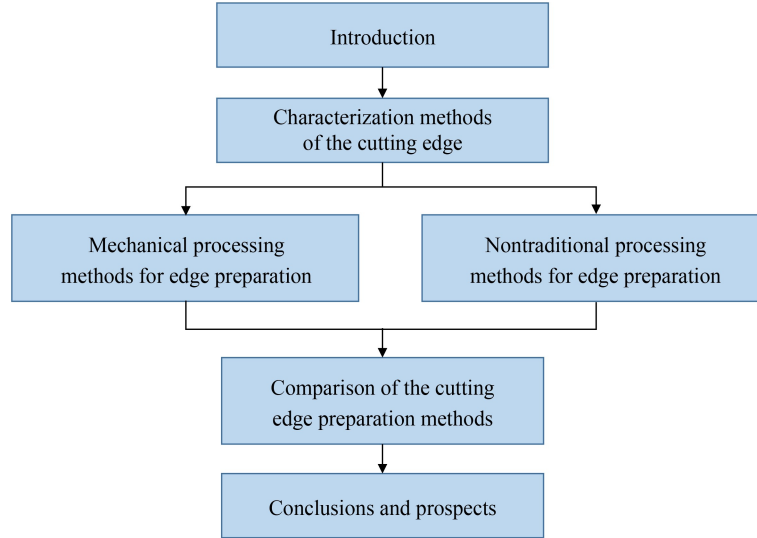 Introduction
Characterization methods
of the cutting edge
Mechanical processing
methods for edge preparation
Nontraditional processing
methods for edge preparation
Comparison of the cutting
edge preparation methods
Conclusions and prospects